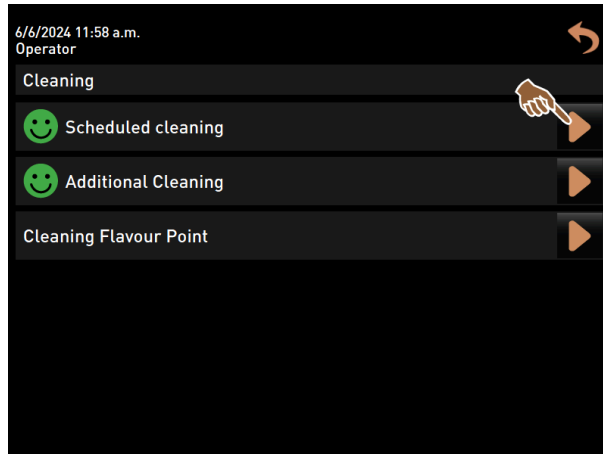 6/6/2024 11:58 a.m.
Operator
Cleaning
Scheduled cleaning
Additional Cleaning
Cleaning Flavour Point